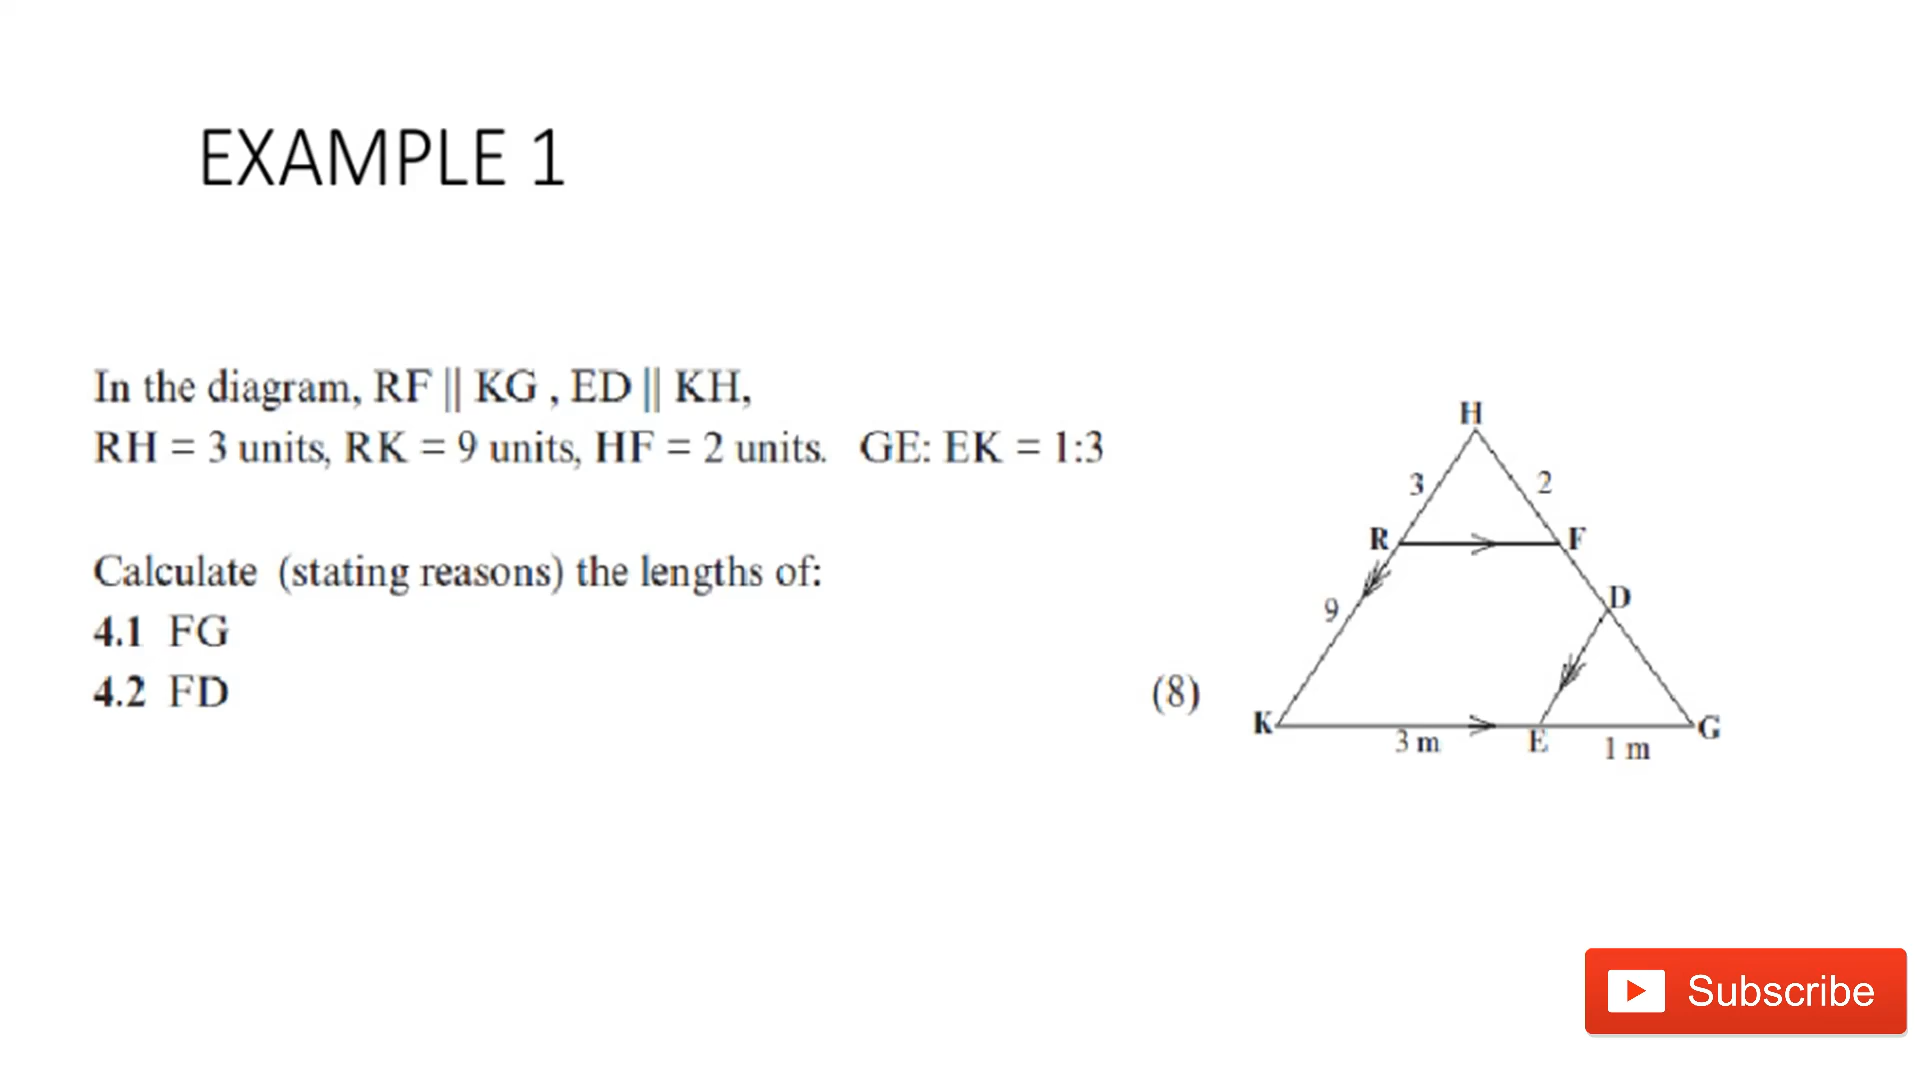 EXAMPLE 1
In the diagram, RF || KG , ED || KH,
RH = 3 units, RK = 9 units, HF = 2 units. GE: EK = 1:3
Calculate (stating reasons) the lengths of:
4.1 FG
4.2 FD
(8)
H
3
2
R
F
9
D
K
3 m
E
1 m
G
Subscribe